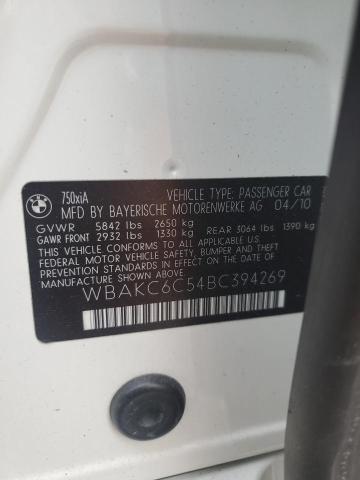 BMW
750xiA
VEHICLE TYPE: PASSENGER CAR
MFD BY BAYERISCHE MOTORENWERKE AG 04/10
GVWR 5842 lbs 2650 kg
GAWR FRONT 2932 lbs 1330 kg REAR 3064 lbs 1390 kg
THIS VEHICLE CONFORMS TO ALL APPLICABLE
FEDERAL MOTOR VEHICLE SAFETY, BUMPER AND
THEFT PREVENTION STANDARDS IN EFFECT ON THE DATE OF
MANUFACTURE SHOWN ABOVE
WBAKC6C54BC394269